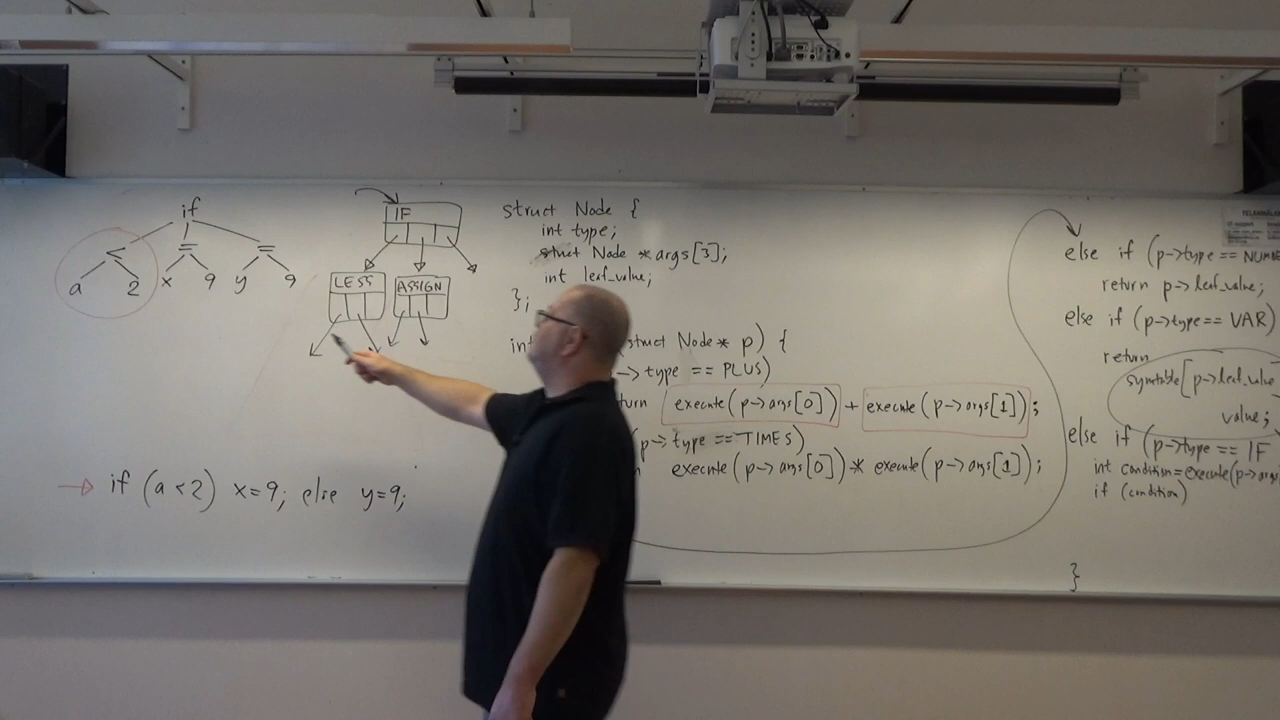 if
< = =
a 2 x 9 y 9
IF
LESS ASSIGN
if (a < 2) x=9; else y=9;
struct Node {
int type;
struct Node *args[3];
int leaf_value;
};
struct Node* p) {
-> type == PLUS)
execute(p->args[0]) + execute(p->args[1]);
p-> type == TIMES)
execute(p->args[0]) * execute(p->args[1]);
else if (p->type == NUMB
return p->leaf_value;
else if (p->type == VAR)
return
symtable[p->leaf_value
value;
else if (p->type == IF
int condition=execute(p->args
if (condition)
}